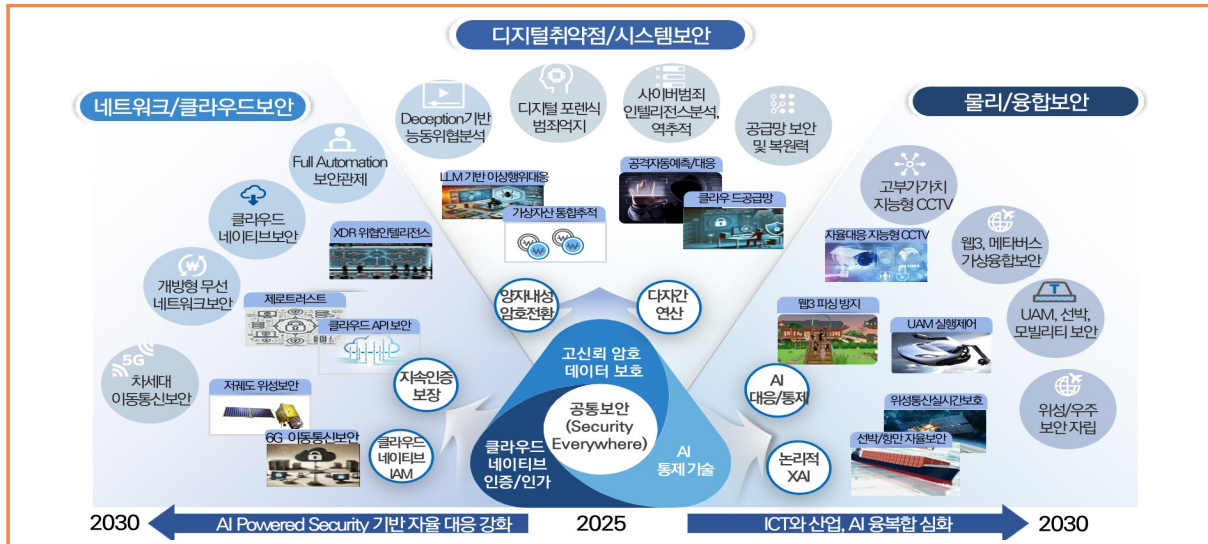 디지털취약점/시스템보안
네트워크/클라우드보안
물리/융합보안
Deception기반
능동위협분석
디지털 포렌식
범죄억지
사이버범죄
인텔리전스분석,
역추적
공급망 보안
및 복원력
Full Automation
보안관제
클라우드
네이티브보안
개방형 무선
네트워크보안
5G
차세대
이동통신보안
LLM 기반 이상행위대응
가상자산 통합추적
공격자동예측/대응
클라우드공급망
XDR 위협인텔리전스
제로트러스트
클라우드 API 보안
저궤도 위성보안
6G 이동통신보안
고부가가치
지능형 CCTV
웹3, 메타버스
가상융합보안
UAM, 선박,
모빌리티 보안
위성/우주
보안 자립
자율대응 지능형 CCTV
웹3 피싱 방지
UAM 실행제어
위성통신실시간보호
선박/항만 자율보안
양자내성
암호전환
다자간
연산
지속인증
보장
클라우드
네이티브
IAM
AI
대응/통제
논리적
XAI
고신뢰 암호
데이터 보호
공통보안
(Security
Everywhere)
클라우드
네이티브
인증/인가
AI
통제 기술
2030
AI Powered Security 기반 자율 대응 강화
2025
ICT와 산업, AI 융복합 심화
2030